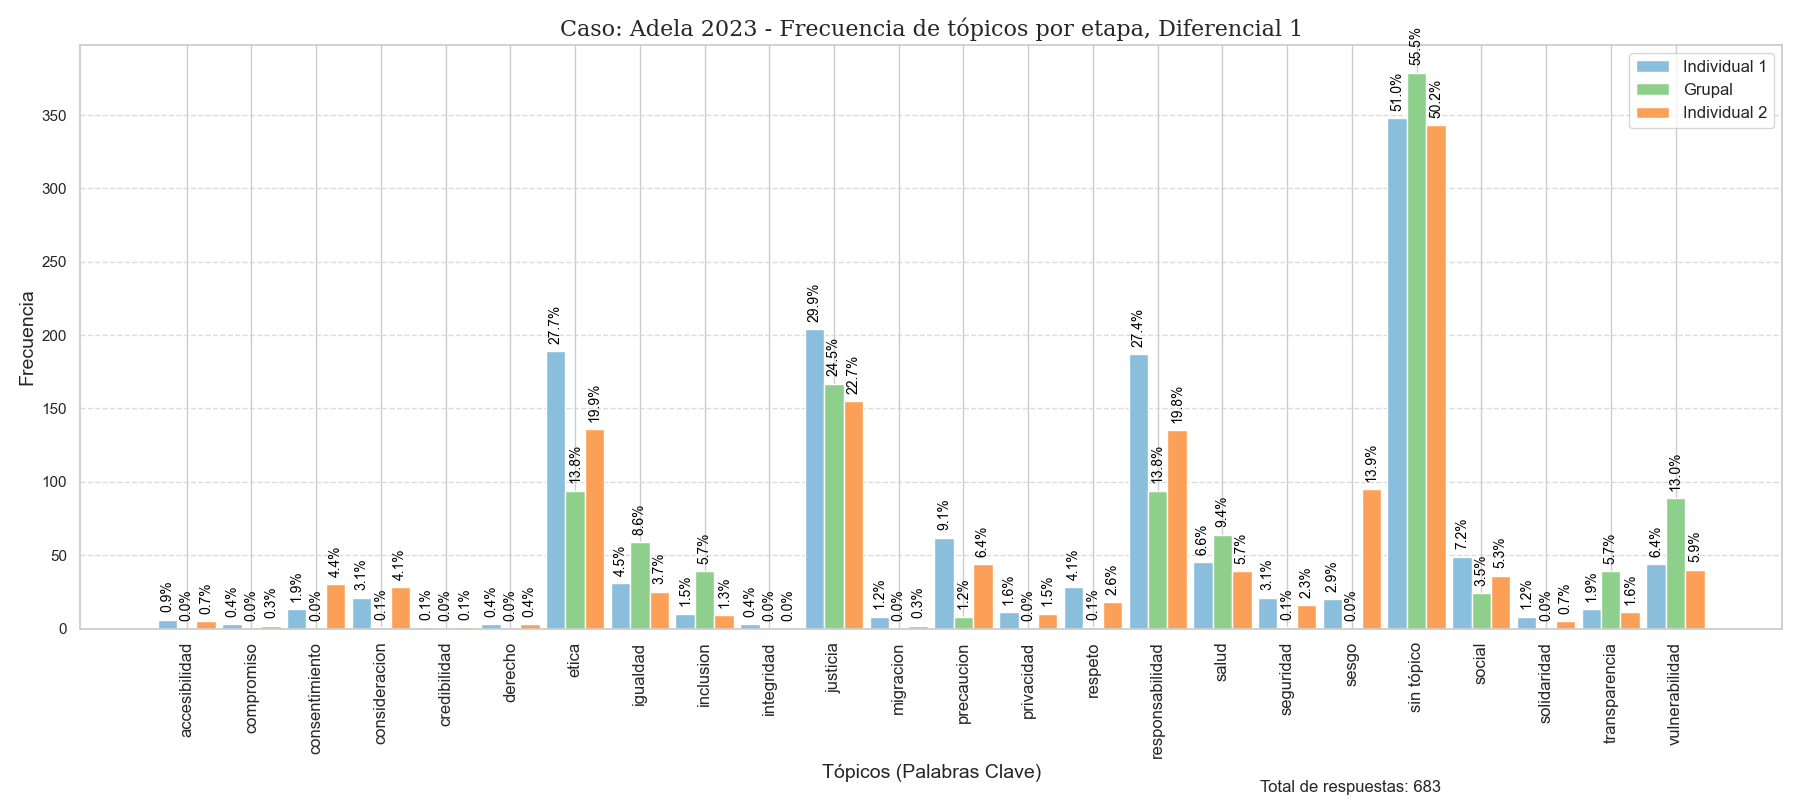 Caso: Adela 2023 - Frecuencia de tópicos por etapa, Diferencial 1
Individual 1
Grupal
Individual 2
Frecuencia
350
300
250
200
150
100
50
0
0.9% 0.0% 0.7%
0.4% 0.0% 0.3%
1.9% 0.0% 4.4%
3.1% 0.1% 4.1%
0.1% 0.0% 0.1%
0.4% 0.0% 0.4%
27.7% 13.8% 19.9%
4.5% 8.6% 3.7%
1.5% 5.7% 1.3%
0.4% 0.0% 0.0%
29.9% 24.5% 22.7%
1.2% 0.0% 0.3%
9.1% 1.2% 6.4%
1.6% 0.0% 1.5%
4.1% 0.1% 2.6%
27.4% 13.8% 19.8%
6.6% 9.4% 5.7%
3.1% 0.1% 2.3%
2.9% 0.0% 13.9%
51.0% 55.5% 50.2%
7.2% 3.5% 5.3%
1.2% 0.0% 0.7%
1.9% 5.7% 1.6%
6.4% 13.0% 5.9%
accesibilidad
compromiso
consentimiento
consideracion
credibilidad
derecho
etica
igualdad
inclusion
integridad
justicia
migracion
precaucion
privacidad
respeto
responsabilidad
salud
seguridad
sesgo
sin tópico
social
solidaridad
transparencia
vulnerabilidad
Tópicos (Palabras Clave)
Total de respuestas: 683